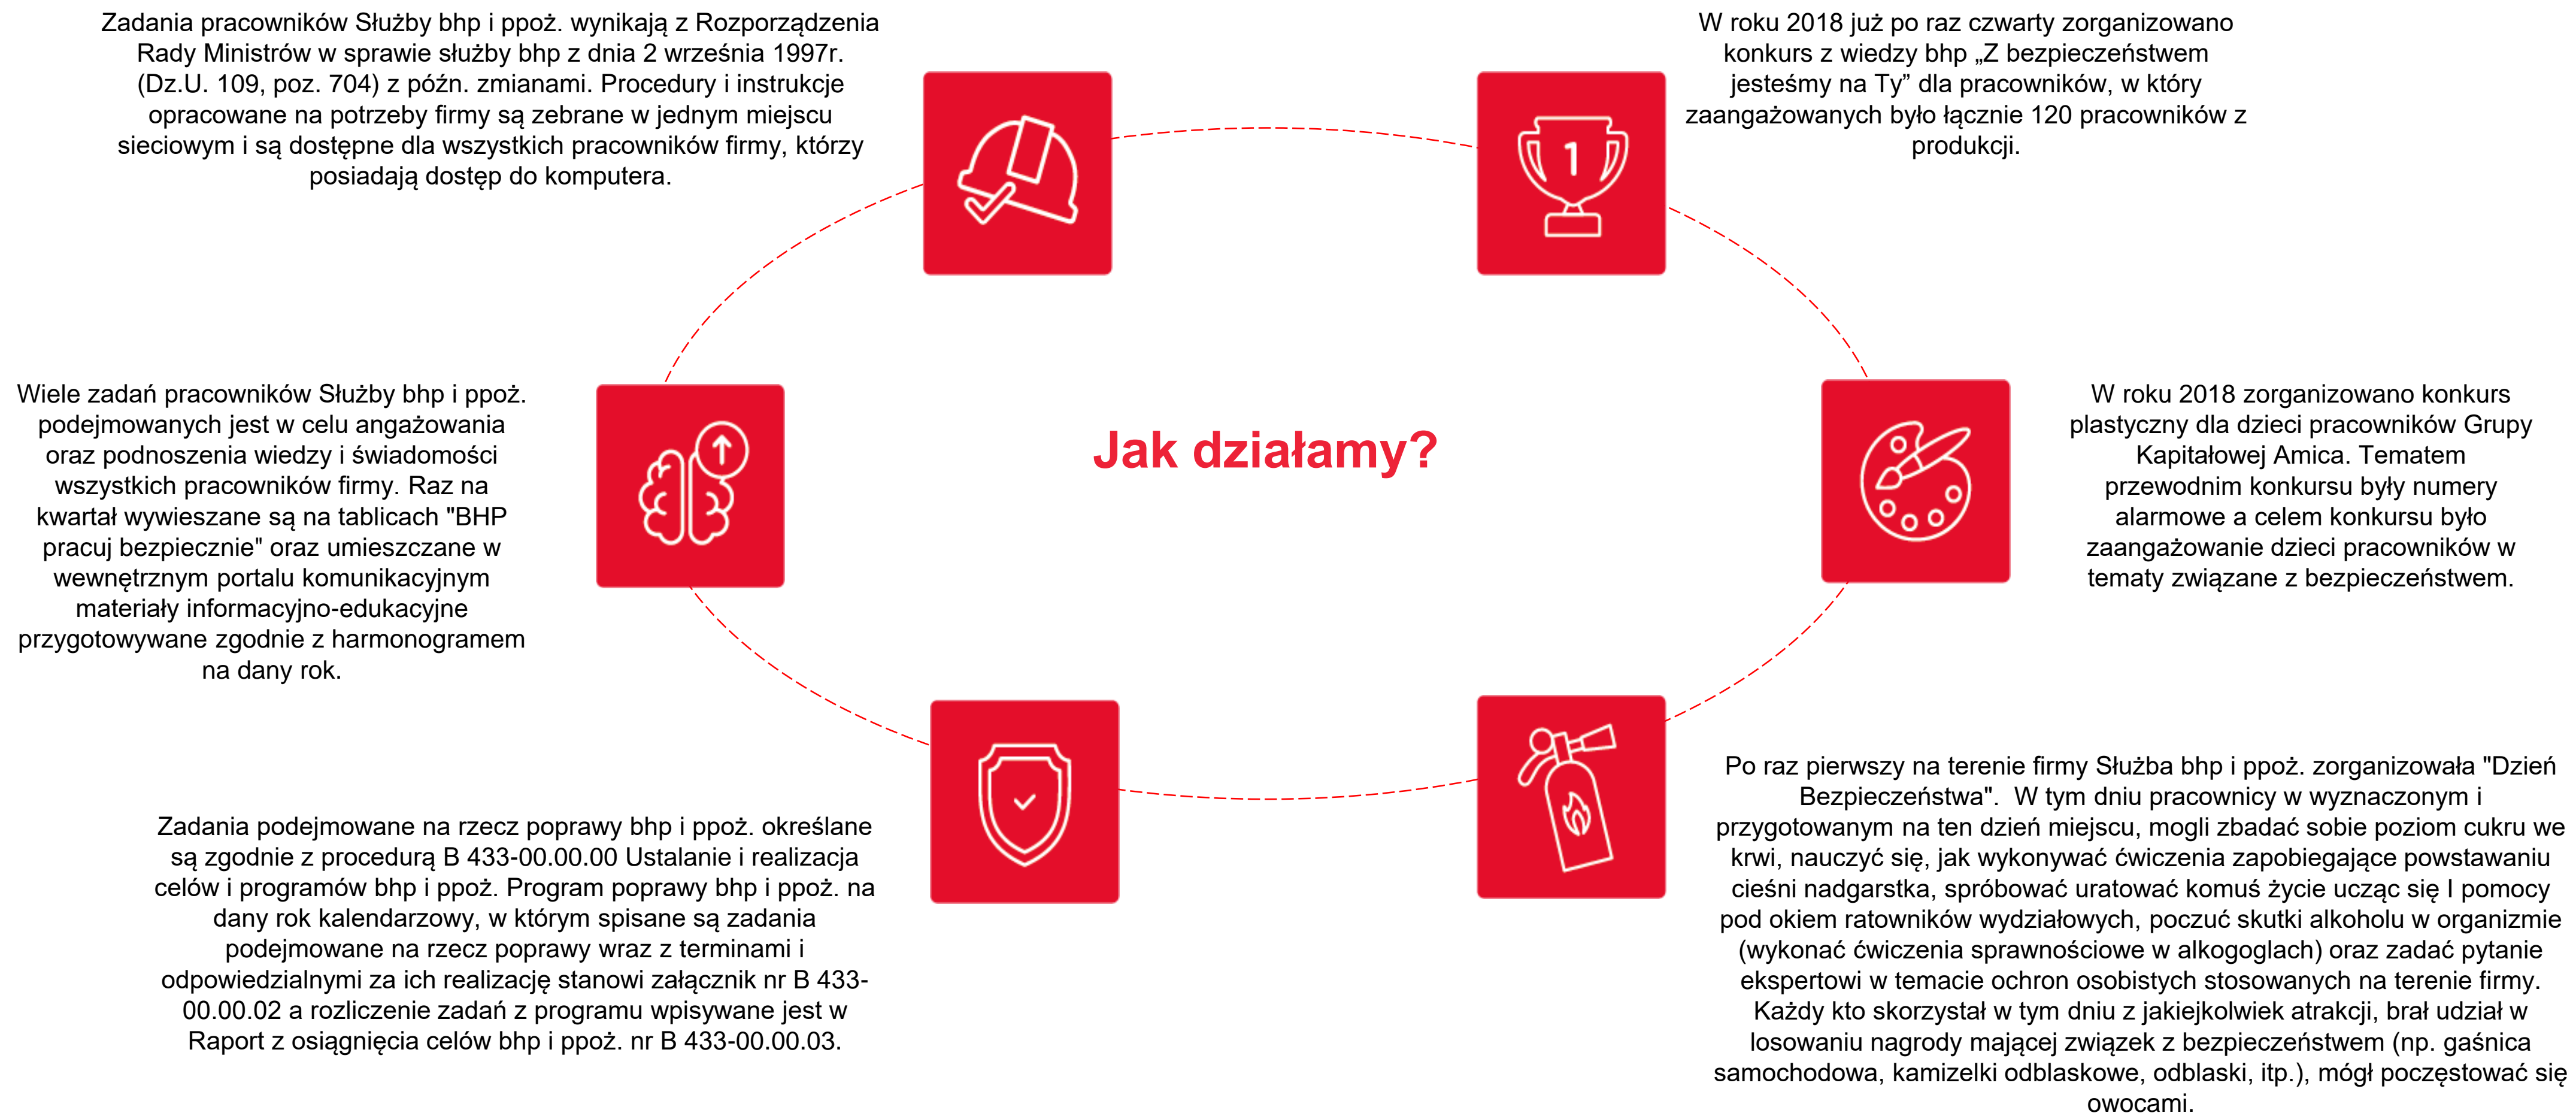 Zadania pracowników Służby bhp i ppoż. wynikają z Rozporządzenia
Rady Ministrów w sprawie służby bhp z dnia 2 września 1997r.
(Dz.U. 109, poz. 704) z późn. zmianami. Procedury i instrukcje
opracowane na potrzeby firmy są zebrane w jednym miejscu
sieciowym i są dostępne dla wszystkich pracowników firmy, którzy
posiadają dostęp do komputera.
W roku 2018 już po raz czwarty zorganizowano
konkurs z wiedzy bhp „Z bezpieczeństwem
jesteśmy na Ty” dla pracowników, w który
zaangażowanych było łącznie 120 pracowników z
produkcji.
1
Wiele zadań pracowników Służby bhp i ppoż.
podejmowanych jest w celu angażowania
oraz podnoszenia wiedzy i świadomości
wszystkich pracowników firmy. Raz na
kwartał wywieszane są na tablicach "BHP
pracuj bezpiecznie" oraz umieszczane w
wewnętrznym portalu komunikacyjnym
materiały informacyjno-edukacyjne
przygotowywane zgodnie z harmonogramem
na dany rok.
Jak działamy?
W roku 2018 zorganizowano konkurs
plastyczny dla dzieci pracowników Grupy
Kapitałowej Amica. Tematem
przewodnim konkursu były numery
alarmowe a celem konkursu było
zaangażowanie dzieci pracowników w
tematy związane z bezpieczeństwem.
Zadania podejmowane na rzecz poprawy bhp i ppoż. określane
są zgodnie z procedurą B 433-00.00.00 Ustalanie i realizacja
celów i programów bhp i ppoż. Program poprawy bhp i ppoż. na
dany rok kalendarzowy, w którym spisane są zadania
podejmowane na rzecz poprawy wraz z terminami i
odpowiedzialnymi za ich realizację stanowi załącznik nr B 433-
00.00.02 a rozliczenie zadań z programu wpisywane jest w
Raport z osiągnięcia celów bhp i ppoż. nr B 433-00.00.03.
Po raz pierwszy na terenie firmy Służba bhp i ppoż. zorganizowała "Dzień
Bezpieczeństwa".  W tym dniu pracownicy w wyznaczonym i
przygotowanym na ten dzień miejscu, mogli zbadać sobie poziom cukru we
krwi, nauczyć się, jak wykonywać ćwiczenia zapobiegające powstawaniu
cieśni nadgarstka, spróbować uratować komuś życie ucząc się I pomocy
pod okiem ratowników wydziałowych, poczuć skutki alkoholu w organizmie
(wykonać ćwiczenia sprawnościowe w alkogoglach) oraz zadać pytanie
ekspertowi w temacie ochron osobistych stosowanych na terenie firmy.
Każdy kto skorzystał w tym dniu z jakiejkolwiek atrakcji, brał udział w
losowaniu nagrody mającej związek z bezpieczeństwem (np. gaśnica
samochodowa, kamizelki odblaskowe, odblaski, itp.), mógł poczęstować się
owocami.